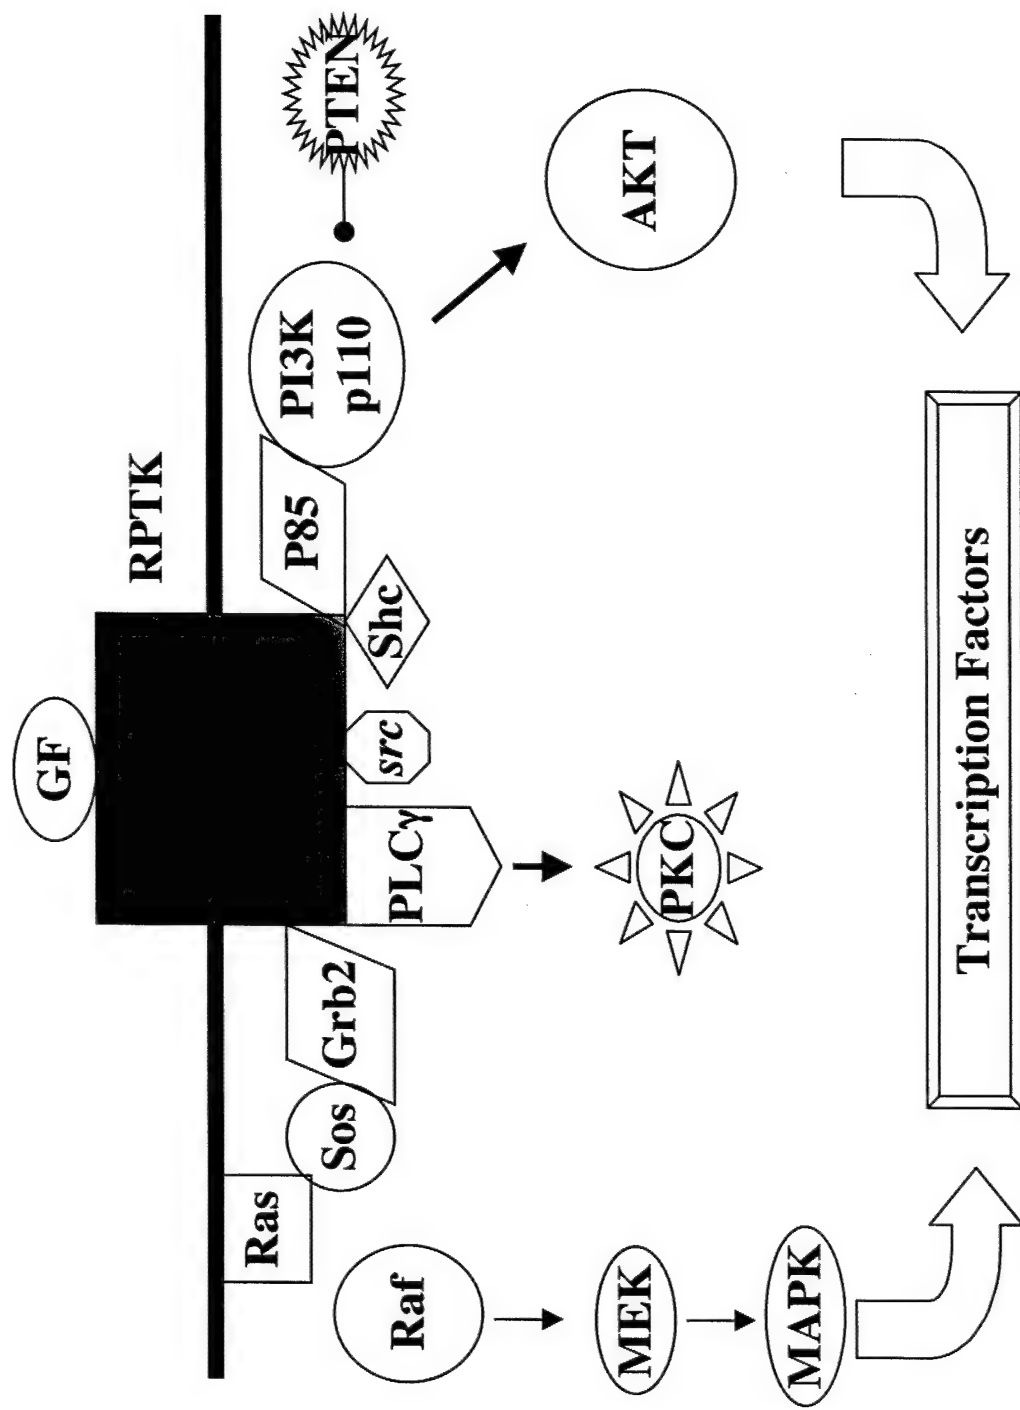 GF
RPTK
PTEN
PI3K
p110
P85
Shc
src
PLCγ
Grb2
Sos
Ras
Raf
MEK
MAPK
PKC
AKT
Transcription Factors